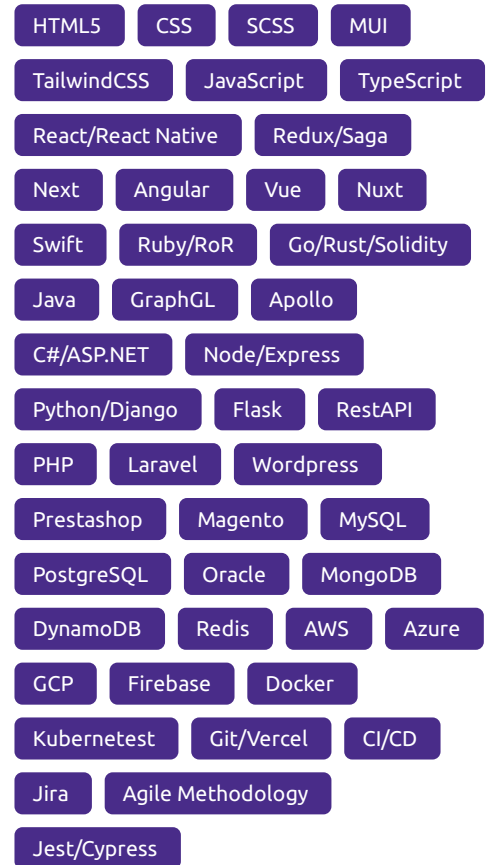 HTML5 CSS SCSS MUI
TailwindCSS JavaScript TypeScript
React/React Native Redux/Saga
Next Angular Vue Nuxt
Swift Ruby/RoR Go/Rust/Solidity
Java GraphGL Apollo
C#/ASP.NET Node/Express
Python/Django Flask RestAPI
PHP Laravel Wordpress
Prestashop Magento MySQL
PostgreSQL Oracle MongoDB
DynamoDB Redis AWS Azure
GCP Firebase Docker
Kubernetest Git/Vercel CI/CD
Jira Agile Methodology
Jest/Cypress